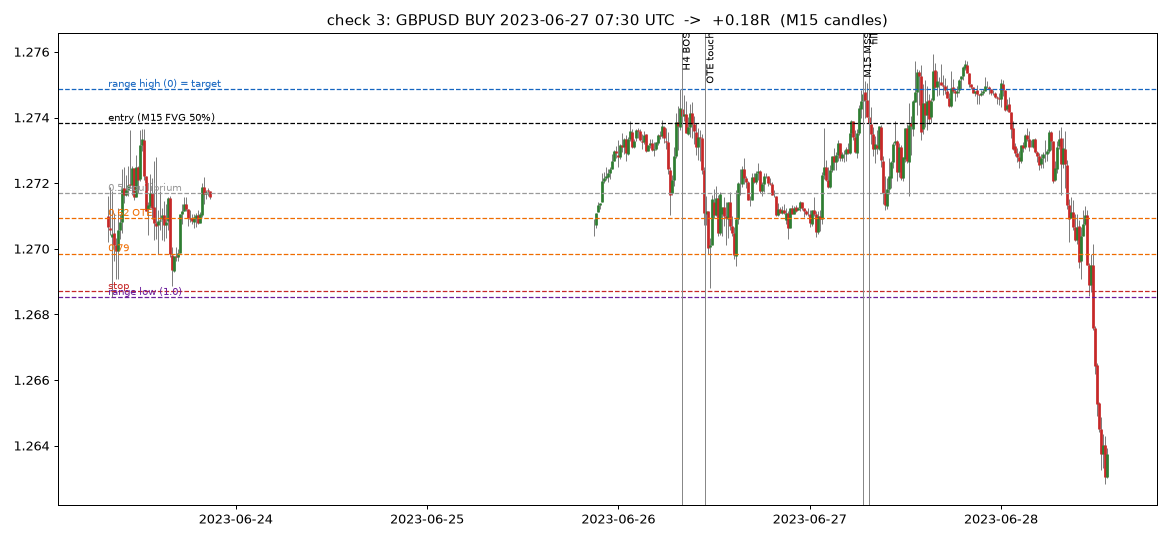 check 3: GBPUSD BUY 2023-06-27 07:30 UTC -> +0.18R (M15 candles)
H4 BOS
OTE touch
M15 MSS
fill
1.276
range high (0) = target
1.274
entry (M15 FVG 50%)
1.272
0.5 equilibrium
0.62 OTE
1.270
0.79
stop
range low (1.0)
1.268
1.266
1.264
2023-06-24
2023-06-25
2023-06-26
2023-06-27
2023-06-28